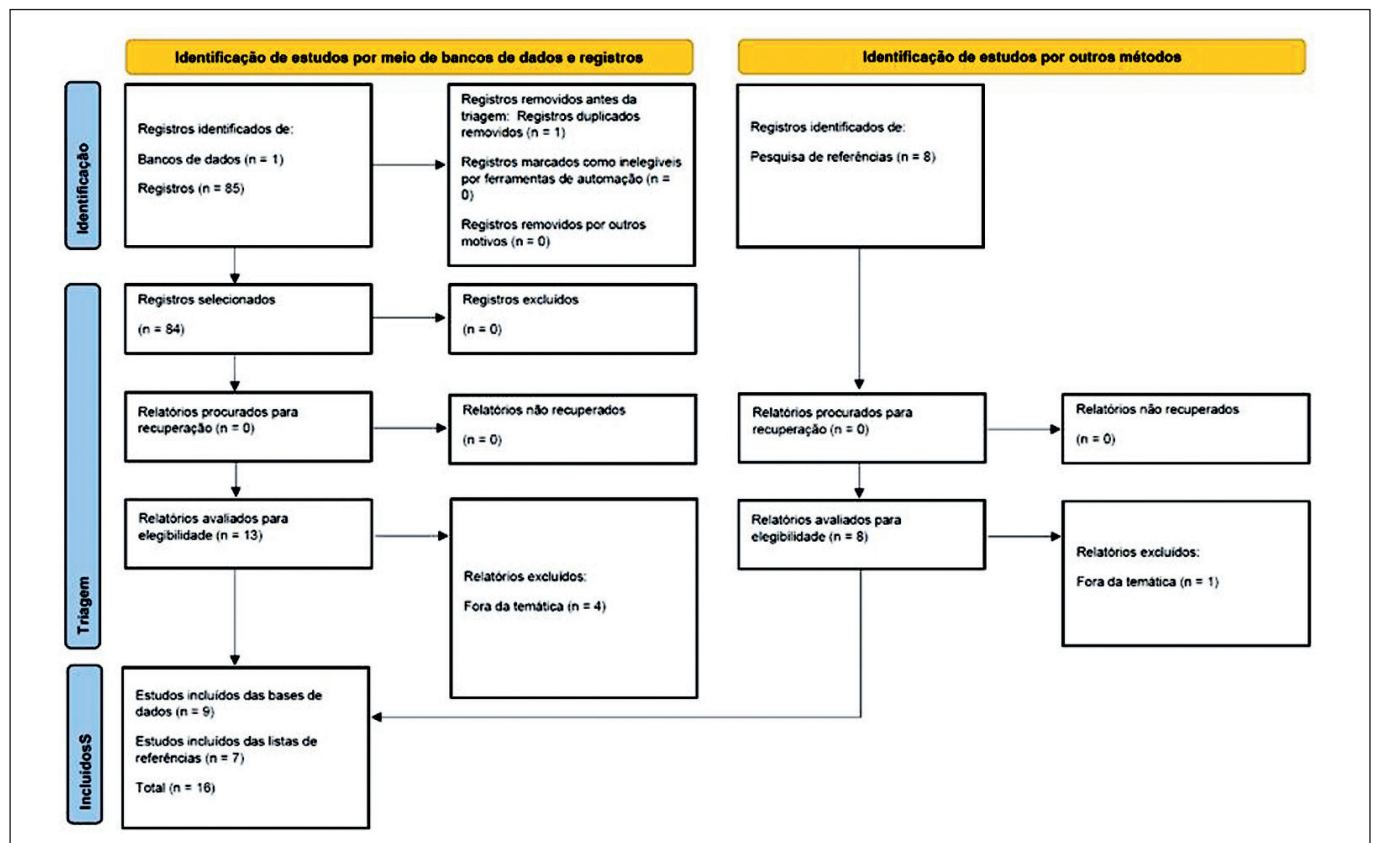 Identificação de estudos por meio de bancos de dados e registros
Identificação de estudos por outros métodos
Identificação
Registros identificados de:
Bancos de dados (n = 1)
Registros (n = 85)
Registros removidos antes da
triagem: Registros duplicados
removidos (n = 1)
Registros marcados como inelegíveis
por ferramentas de automação (n =
0)
Registros removidos por outros
motivos (n = 0)
Registros identificados de:
Pesquisa de referências (n = 8)
Triagem
Registros selecionados
(n = 84)
Registros excluídos
(n = 0)
Relatórios procurados para
recuperação (n = 0)
Relatórios não recuperados
(n = 0)
Relatórios procurados para
recuperação (n = 0)
Relatórios não recuperados
(n = 0)
Relatórios avaliados para
elegibilidade (n = 13)
Relatórios excluídos:
Fora da temática (n = 4)
Relatórios avaliados para
elegibilidade (n = 8)
Relatórios excluídos:
Fora da temática (n = 1)
IncluídosS
Estudos incluídos das bases de
dados (n = 9)
Estudos incluídos das listas de
referências (n = 7)
Total (n = 16)